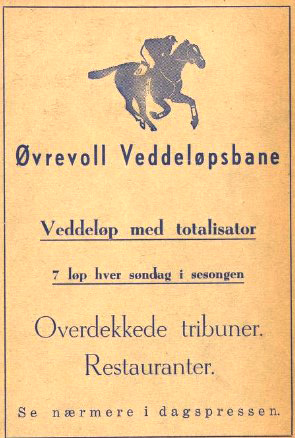 Øvrevoll Veddeløpsbane
Veddeløp med totalisator
7 løp hver søndag i sesongen
Overdekkede tribuner.
Restauranter.
Se nærmere i dagspressen.